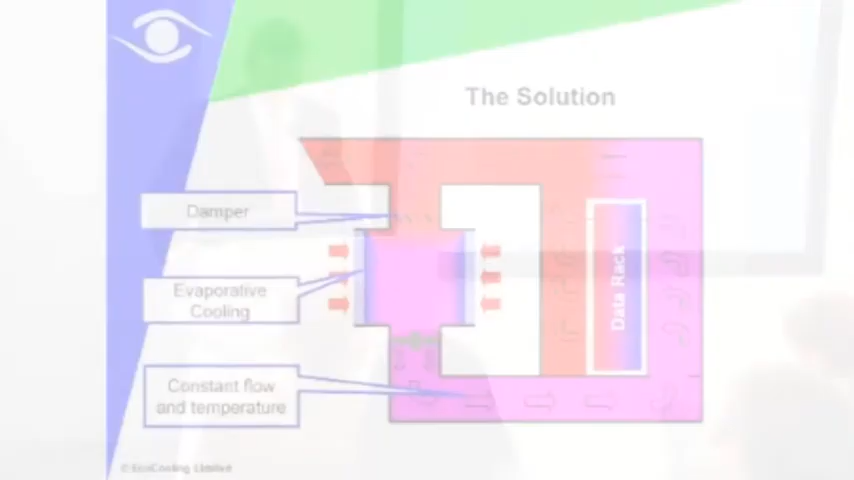 The Solution
Damper
Evaporative
Cooling
Data Rack
Constant flow
and temperature
© EcoCooling Limited